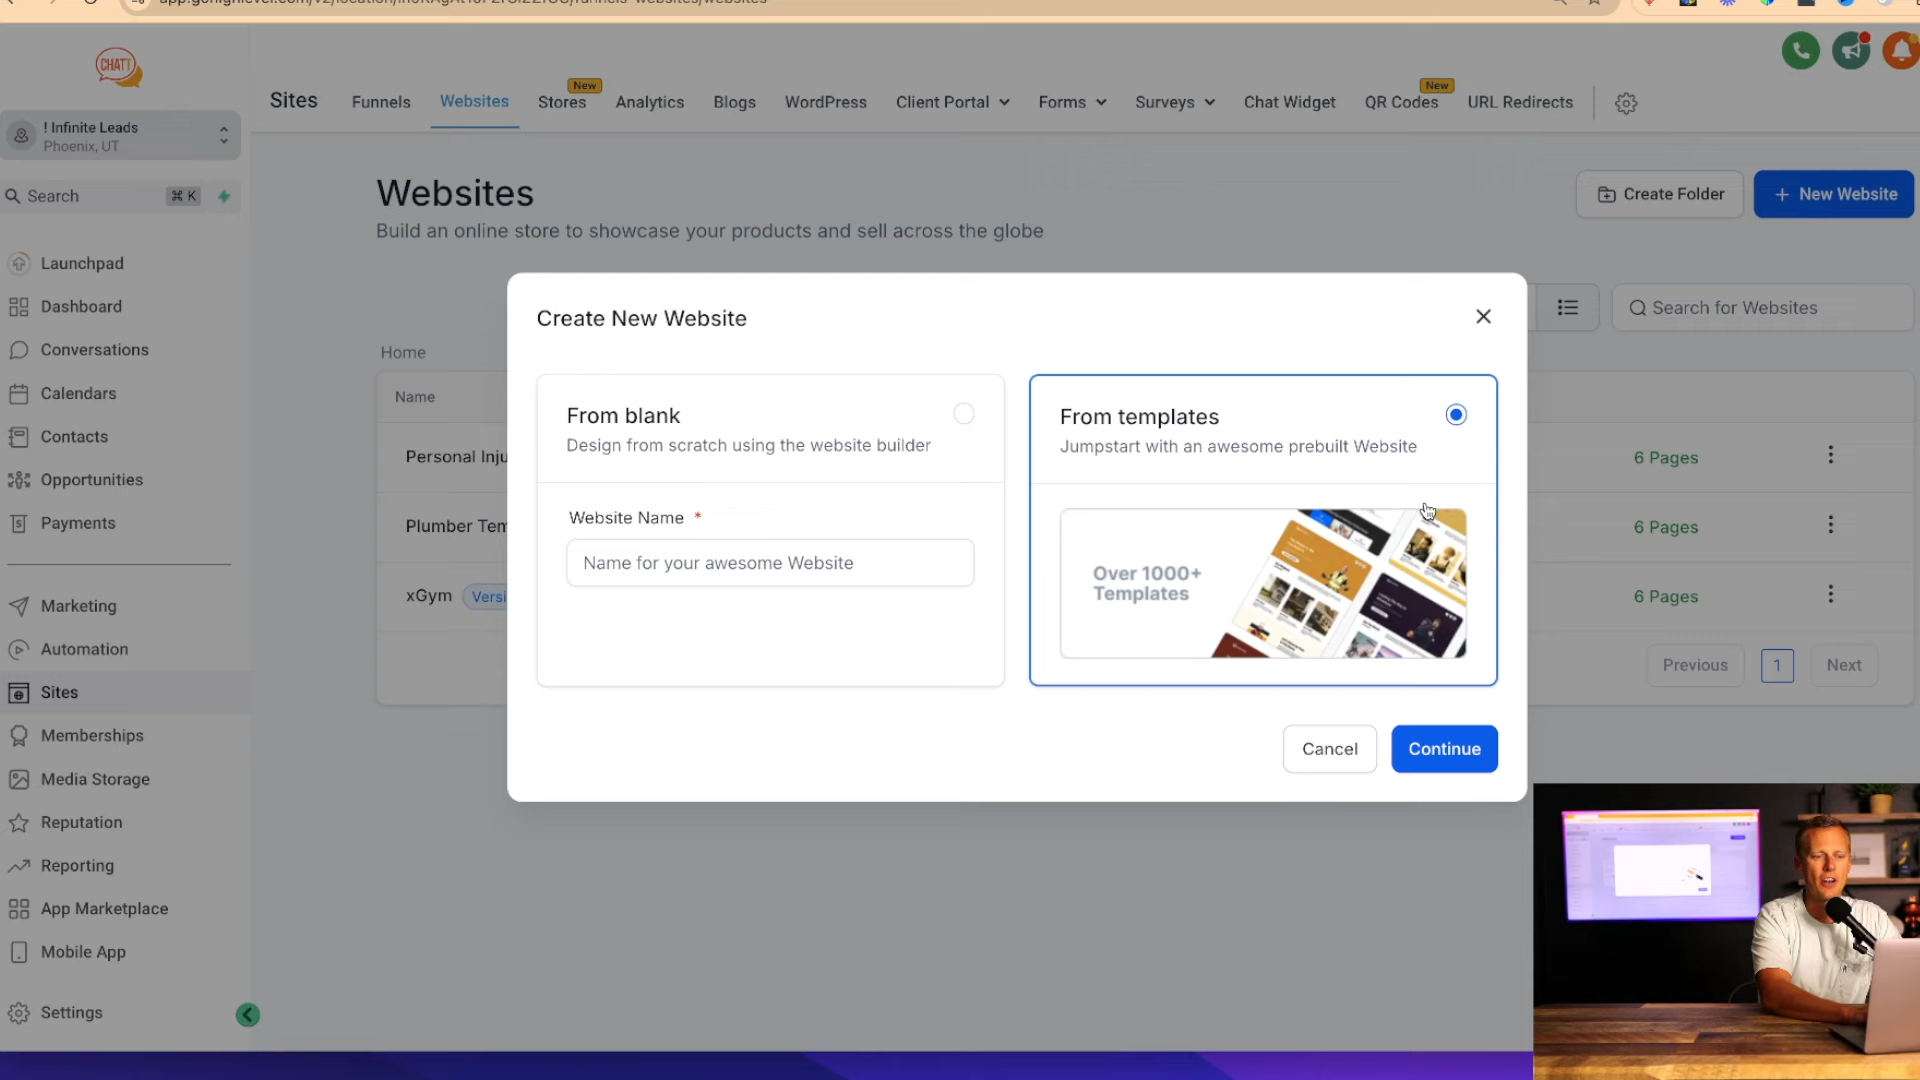 CHATT
! Infinite Leads
Phoenix, UT
Search
⌘ K
Launchpad
Dashboard
Conversations
Calendars
Contacts
Opportunities
Payments
Marketing
Automation
Sites
Memberships
Media Storage
Reputation
Reporting
App Marketplace
Mobile App
Settings
Sites
Funnels
Websites
Stores
New
Analytics
Blogs
WordPress
Client Portal
Forms
Surveys
Chat Widget
QR Codes
New
URL Redirects
Websites
Build an online store to showcase your products and sell across the globe
Create Folder
+ New Website
Search for Websites
Home
Name
Personal Inju
6 Pages
Plumber Tem
6 Pages
xGym
Versi
6 Pages
Previous
1
Next
Create New Website
From blank
Design from scratch using the website builder
Website Name *
Name for your awesome Website
From templates
Jumpstart with an awesome prebuilt Website
Over 1000+
Templates
Cancel
Continue